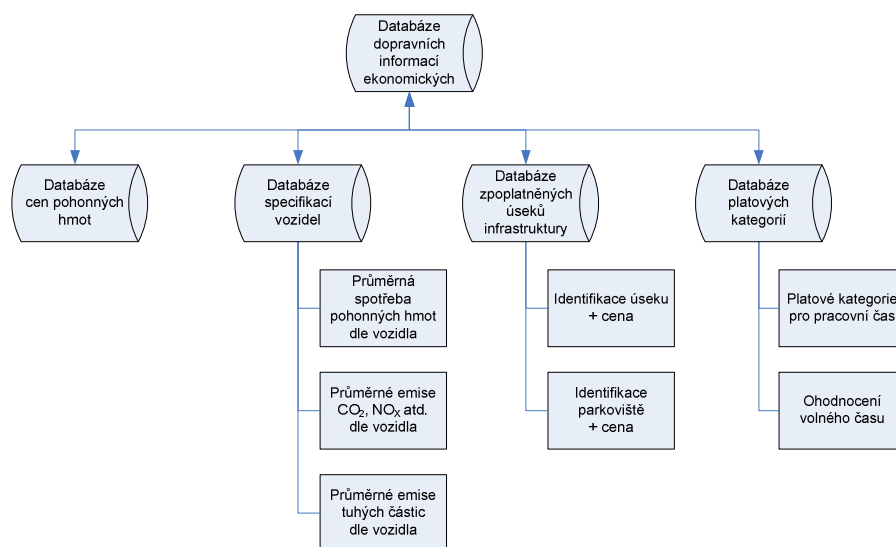 Databáze
dopravních
informací
ekonomických
Databáze
cen pohonných
hmot
Databáze
specifikací
vozidel
Databáze
zpoplatněných
úseků
infrastruktury
Databáze
platových
kategorií
Průměrná
spotřeba
pohonných hmot
dle vozidla
Identifikace úseku
+ cena
Platové kategorie
pro pracovní čas
Průměrné emise
CO₂, NOₓ atd.
dle vozidla
Identifikace
parkoviště
+ cena
Ohodnocení
volného času
Průměrné emise
tuhých částic
dle vozidla